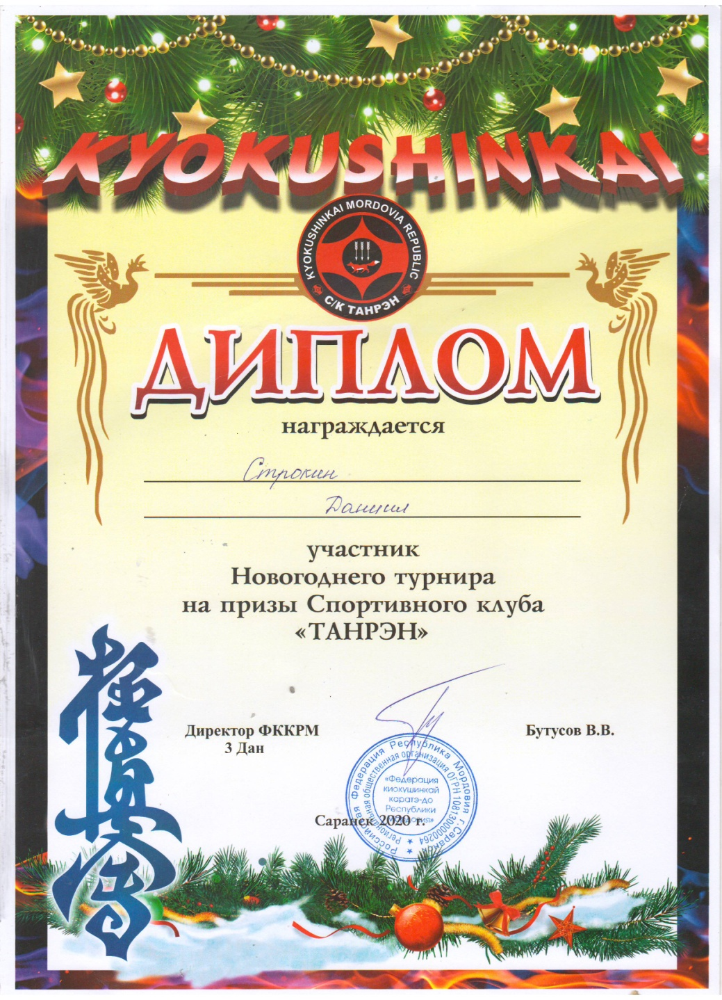 KYOKUSHINKAI
KYOKUSHINKAI MORDOVIA REPUBLIC
С/К ТАНРЭН
ДИПЛОМ
награждается
Строкин
Даниил
участник
Новогоднего турнира
на призы Спортивного клуба
«ТАНРЭН»
極真会
Директор ФККРМ
3 Дан
Бутусов В.В.
Российская Федерация Республика Мордовия г.Саранск
Региональная общественная организация ОГРН 1081300000264
«Федерация
киокушинкай
каратэ-до
Республики
Мордовия»
Саранск 2020 г.